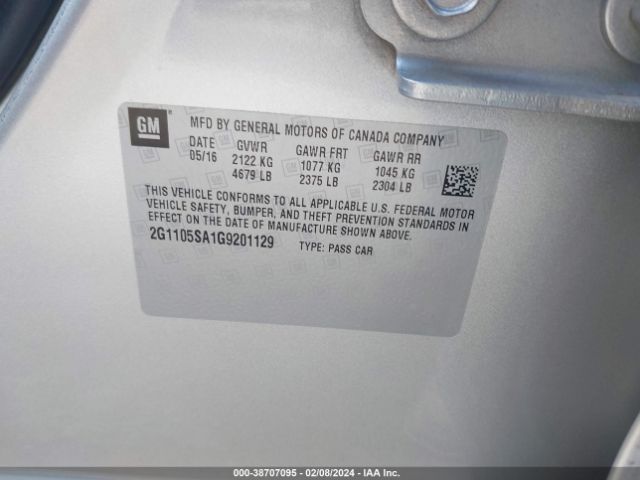 GM
MFD BY GENERAL MOTORS OF CANADA COMPANY
DATE GVWR GAWR FRT GAWR RR
05/16 2122 KG 1077 KG 1045 KG
4679 LB 2375 LB 2304 LB
THIS VEHICLE CONFORMS TO ALL APPLICABLE U.S. FEDERAL MOTOR
VEHICLE SAFETY, BUMPER, AND THEFT PREVENTION STANDARDS IN
EFFECT ON THE DATE OF MANUFACTURE SHOWN ABOVE.
2G1105SA1G9201129 TYPE: PASS CAR
000-38707095 - 02/08/2024 - IAA Inc.